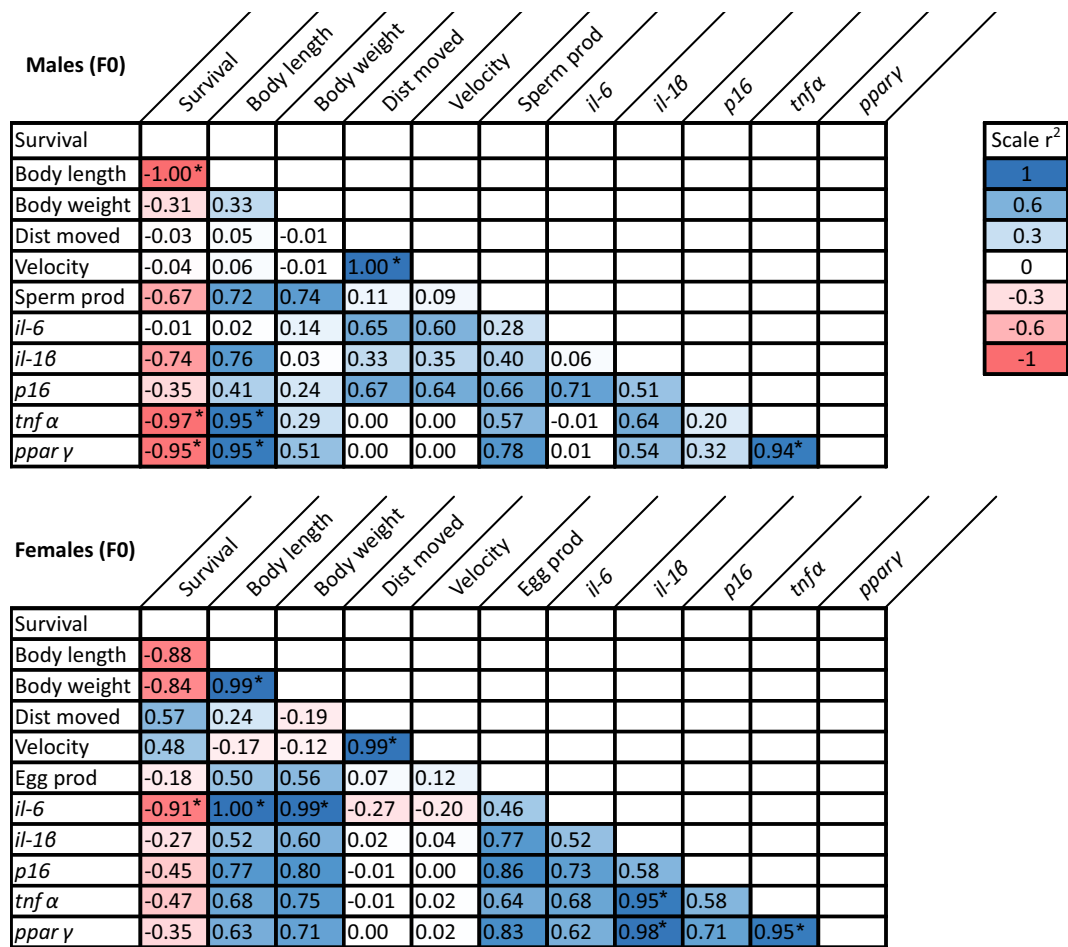 Males (F0)
Survival Body length Body weight Dist moved Velocity Sperm prod il-6 il-1β p16 tnfα pparγ
Survival
Body length -1.00*
Body weight -0.31 0.33
Dist moved -0.03 0.05 -0.01
Velocity -0.04 0.06 -0.01 1.00*
Sperm prod -0.67 0.72 0.74 0.11 0.09
il-6 -0.01 0.02 0.14 0.65 0.60 0.28
il-1β -0.74 0.76 0.03 0.33 0.35 0.40 0.06
p16 -0.35 0.41 0.24 0.67 0.64 0.66 0.71 0.51
tnf α -0.97* 0.95* 0.29 0.00 0.00 0.57 -0.01 0.64 0.20
ppar γ -0.95* 0.95* 0.51 0.00 0.00 0.78 0.01 0.54 0.32 0.94*
Scale r²
1
0.6
0.3
0
-0.3
-0.6
-1
Females (F0)
Survival Body length Body weight Dist moved Velocity Egg prod il-6 il-1β p16 tnfα pparγ
Survival
Body length -0.88
Body weight -0.84 0.99*
Dist moved 0.57 0.24 -0.19
Velocity 0.48 -0.17 -0.12 0.99*
Egg prod -0.18 0.50 0.56 0.07 0.12
il-6 -0.91* 1.00* 0.99* -0.27 -0.20 0.46
il-1β -0.27 0.52 0.60 0.02 0.04 0.77 0.52
p16 -0.45 0.77 0.80 -0.01 0.00 0.86 0.73 0.58
tnf α -0.47 0.68 0.75 -0.01 0.02 0.64 0.68 0.95* 0.58
ppar γ -0.35 0.63 0.71 0.00 0.02 0.83 0.62 0.98* 0.71 0.95*